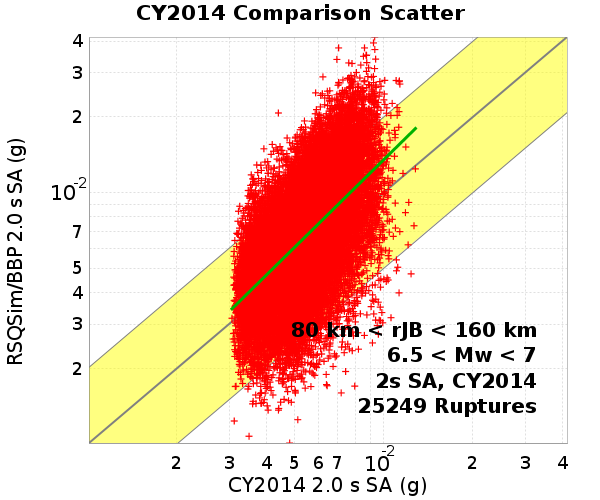 CY2014 Comparison Scatter
4
3
2
10-2
7
5
4
3
2
RSQSim/BBP 2.0 s SA (g)
80 km < rJB < 160 km
6.5 < Mw < 7
2s SA, CY2014
25249 Ruptures
2 3 4 5 6 7 10-2 2 3 4
CY2014 2.0 s SA (g)